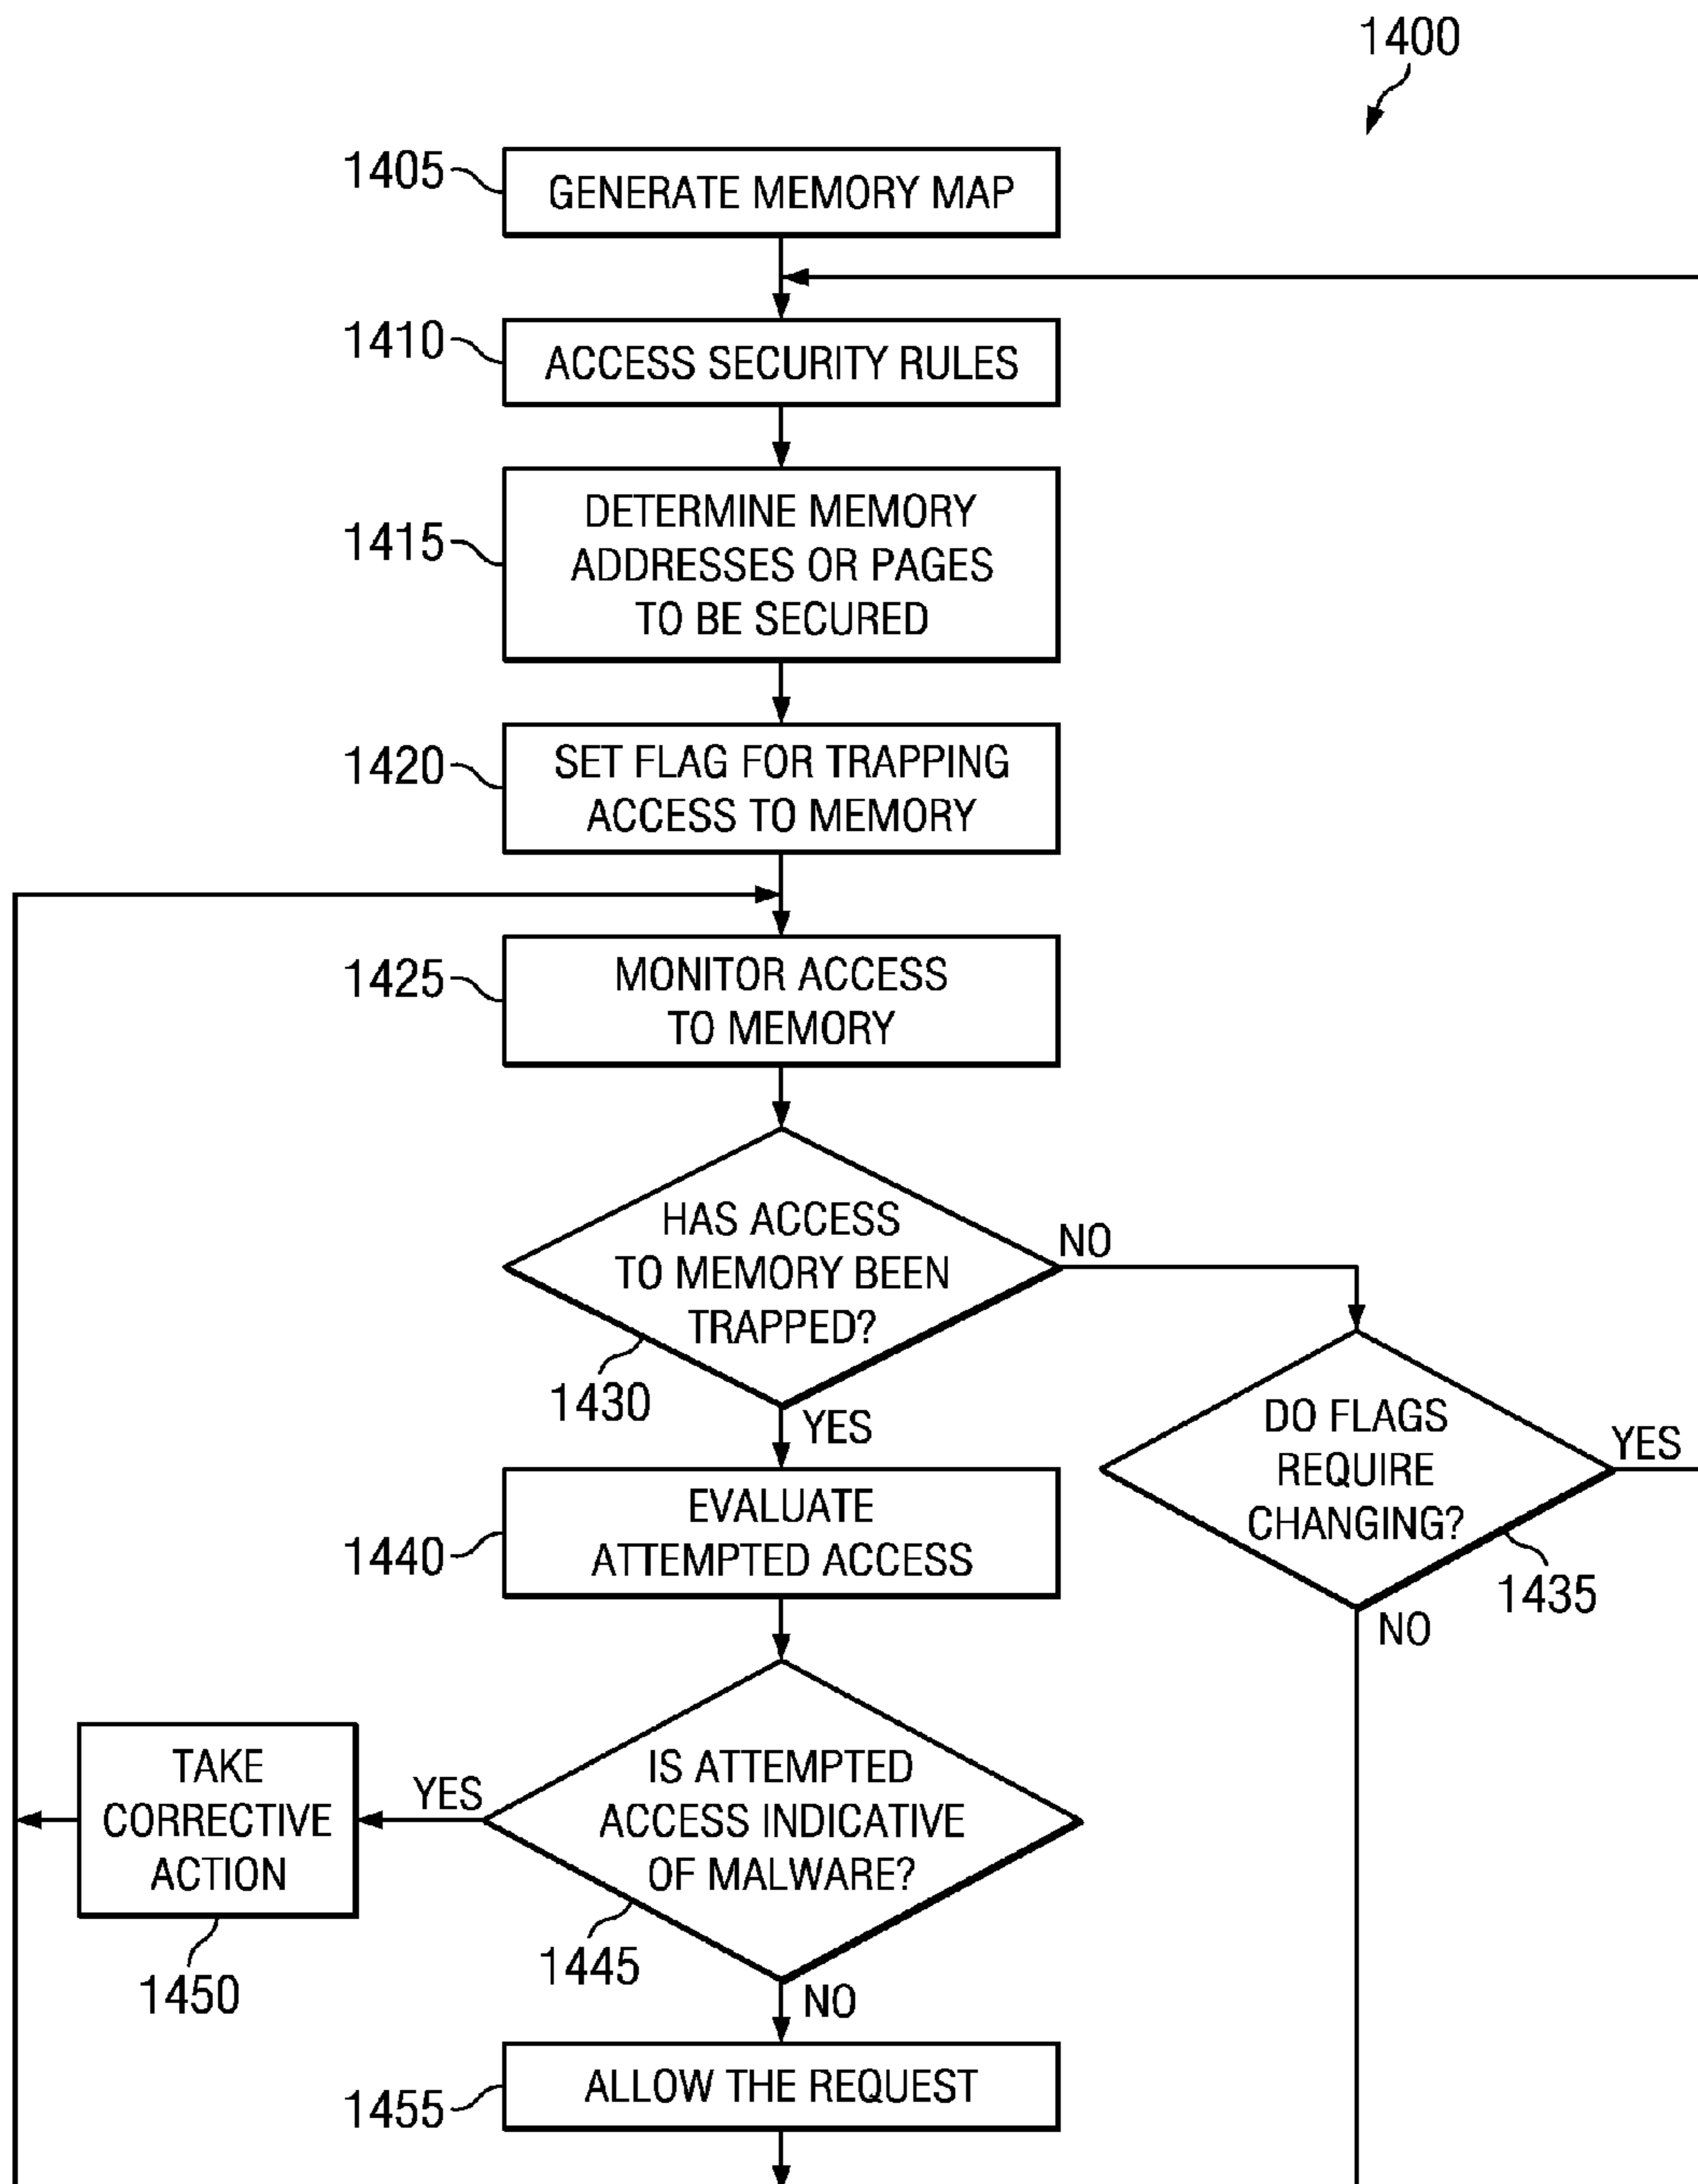 1400
1405
GENERATE MEMORY MAP
1410
ACCESS SECURITY RULES
1415
DETERMINE MEMORY
ADDRESSES OR PAGES
TO BE SECURED
1420
SET FLAG FOR TRAPPING
ACCESS TO MEMORY
1425
MONITOR ACCESS
TO MEMORY
HAS ACCESS
TO MEMORY BEEN
TRAPPED?
NO
1430
YES
DO FLAGS
REQUIRE
CHANGING?
YES
1435
NO
1440
EVALUATE
ATTEMPTED ACCESS
IS ATTEMPTED
ACCESS INDICATIVE
OF MALWARE?
YES
TAKE
CORRECTIVE
ACTION
1450
1445
NO
1455
ALLOW THE REQUEST